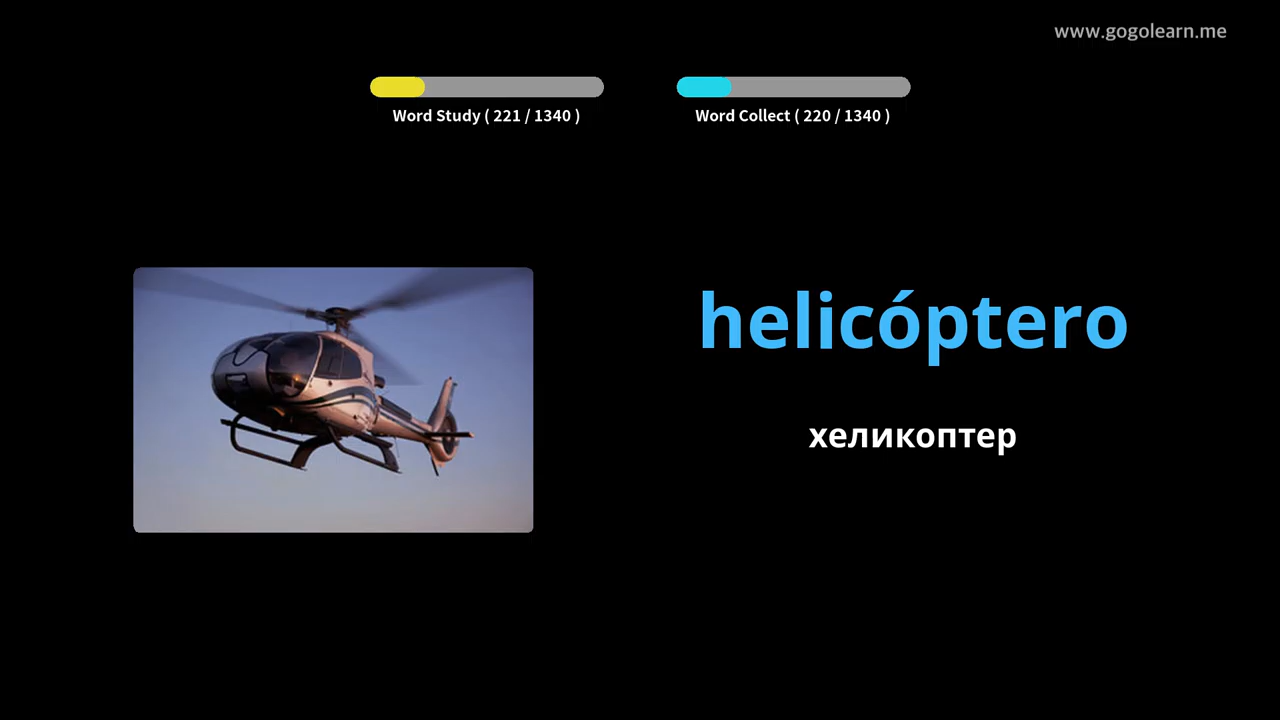 www.gogolearn.me
Word Study ( 221 / 1340 )
Word Collect ( 220 / 1340 )
helicóptero
хеликоптер